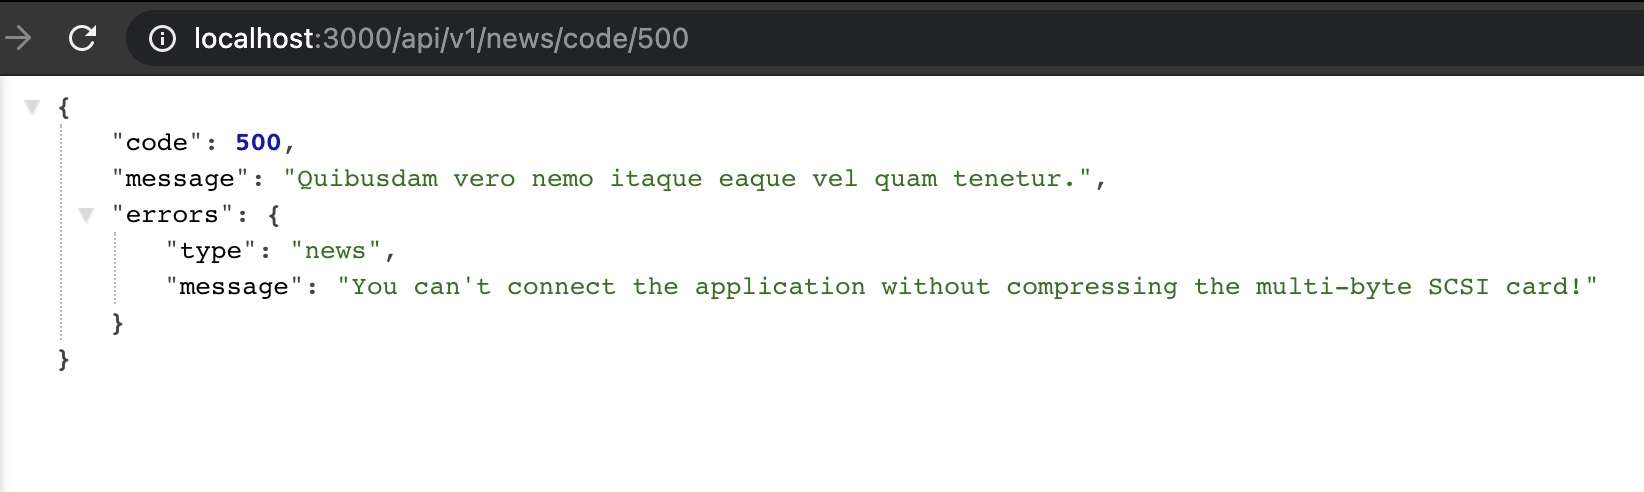 localhost:3000/api/v1/news/code/500
{
"code": 500,
"message": "Quibusdam vero nemo itaque eaque vel quam tenetur.",
"errors": {
"type": "news",
"message": "You can't connect the application without compressing the multi-byte SCSI card!"
}
}